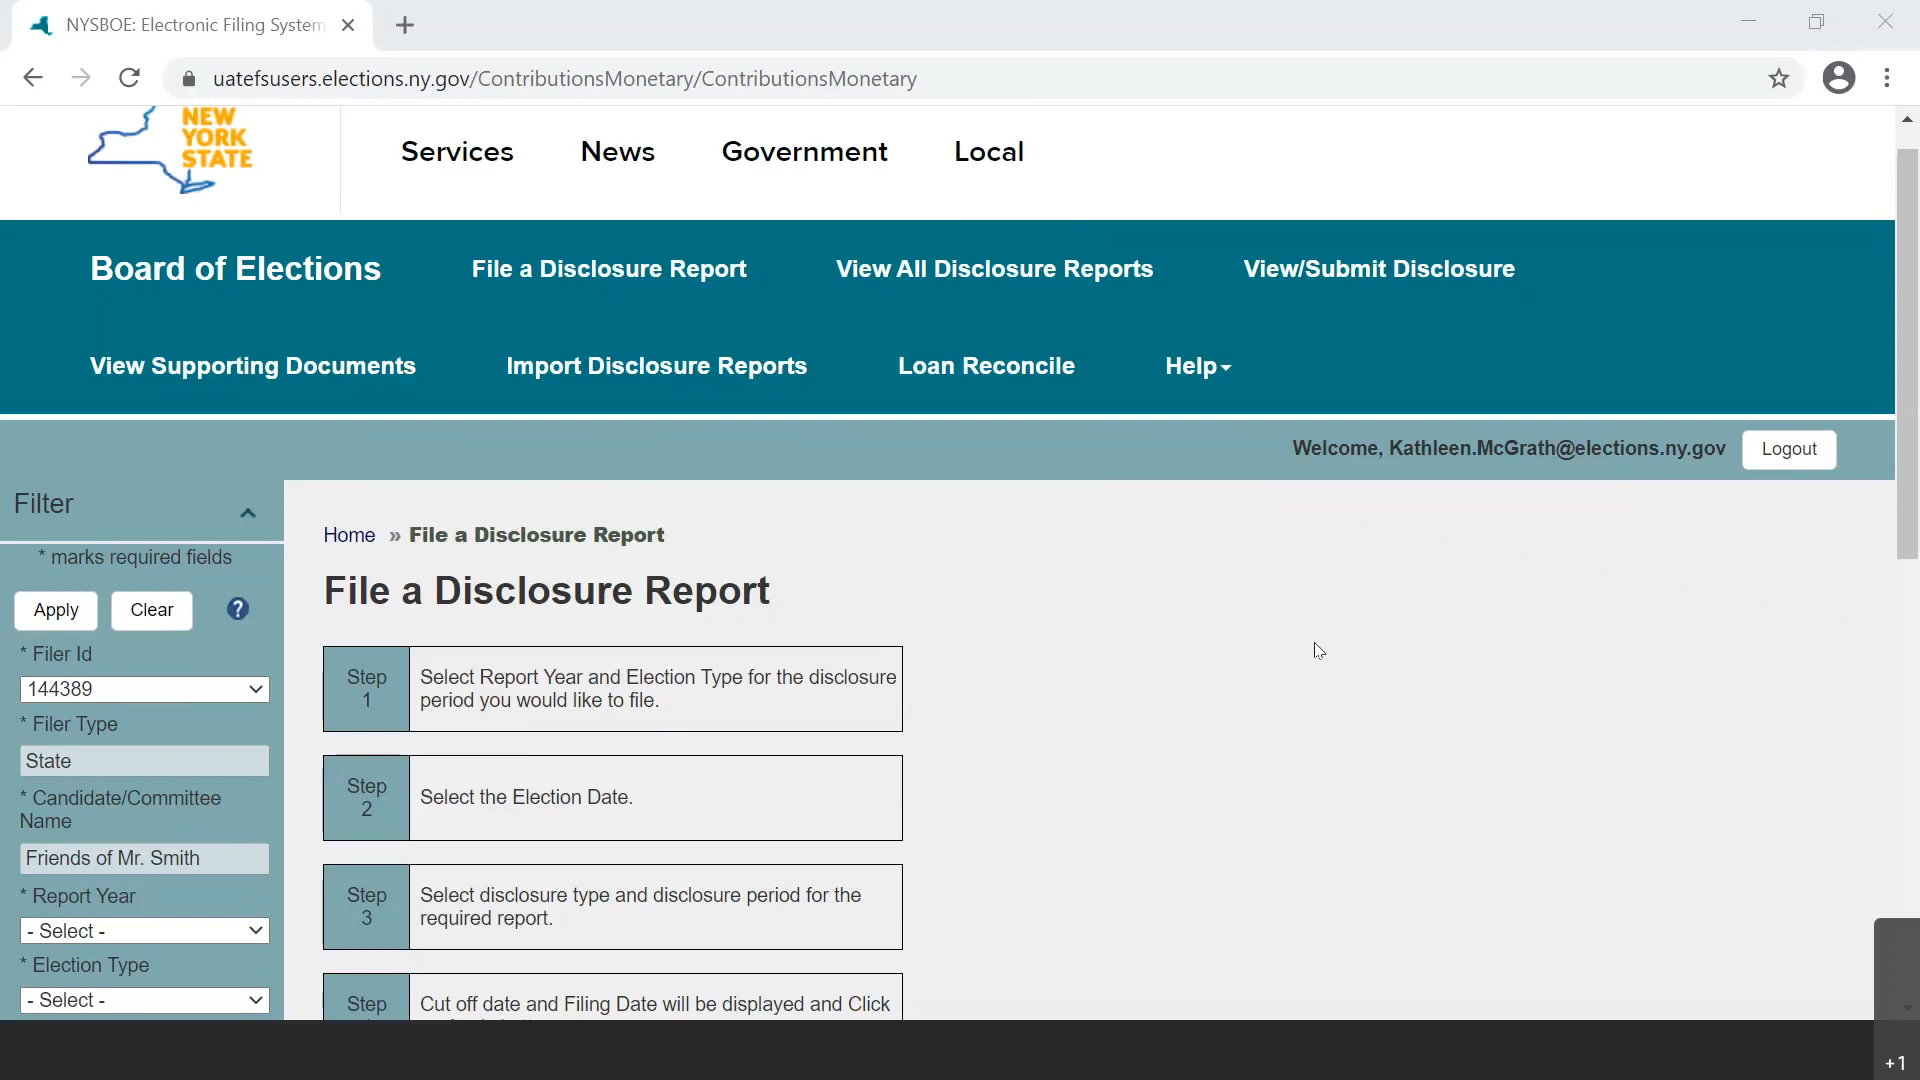 NYSBOE: Electronic Filing System
uatefsusers.elections.ny.gov/ContributionsMonetary/ContributionsMonetary
NEW
YORK
STATE
Services
News
Government
Local
Board of Elections
File a Disclosure Report
View All Disclosure Reports
View/Submit Disclosure
View Supporting Documents
Import Disclosure Reports
Loan Reconcile
Help
Welcome, Kathleen.McGrath@elections.ny.gov
Logout
Filter
* marks required fields
Apply
Clear
?
* Filer Id
144389
* Filer Type
State
* Candidate/Committee
Name
Friends of Mr. Smith
* Report Year
- Select -
* Election Type
- Select -
Home » File a Disclosure Report
File a Disclosure Report
Step
1
Select Report Year and Election Type for the disclosure
period you would like to file.
Step
2
Select the Election Date.
Step
3
Select disclosure type and disclosure period for the
required report.
Step
Cut off date and Filing Date will be displayed and Click
+1